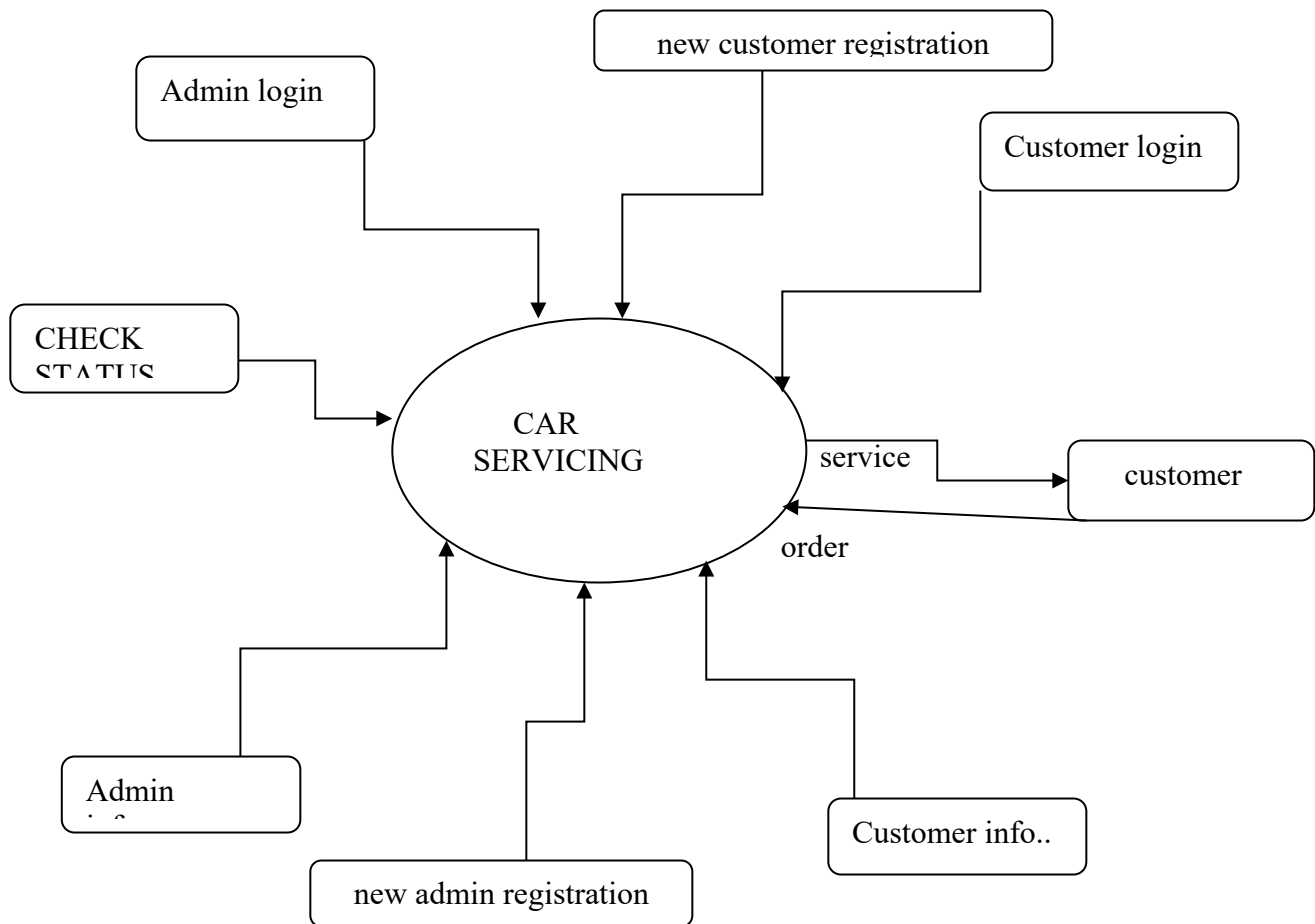 new customer registration
Admin login
Customer login
CHECK
STATUS
CAR
SERVICING
service
customer
order
Admin
Customer info..
new admin registration